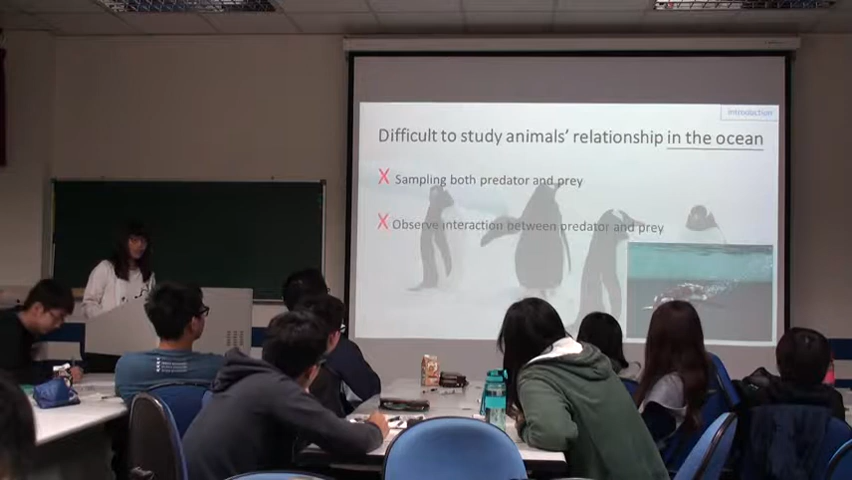 Introduction
Difficult to study animals' relationship in the ocean
X Sampling both predator and prey
X Observe interaction between predator and prey